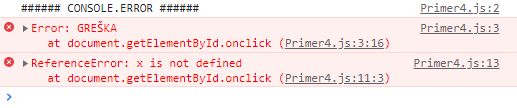 ###### CONSOLE.ERROR ###### Primer4.js:2
Error: GREŠKA Primer4.js:3
at document.getElementById.onclick (Primer4.js:3:16)
ReferenceError: x is not defined Primer4.js:13
at document.getElementById.onclick (Primer4.js:11:3)